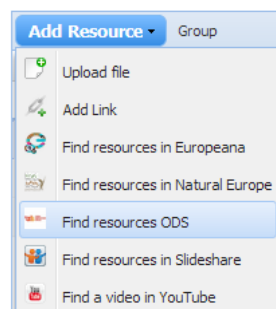 Add Resource Group
Upload file
Add Link
Find resources in Europeana
Find resources in Natural Europe
Find resources ODS
Find resources in Slideshare
Find a video in YouTube